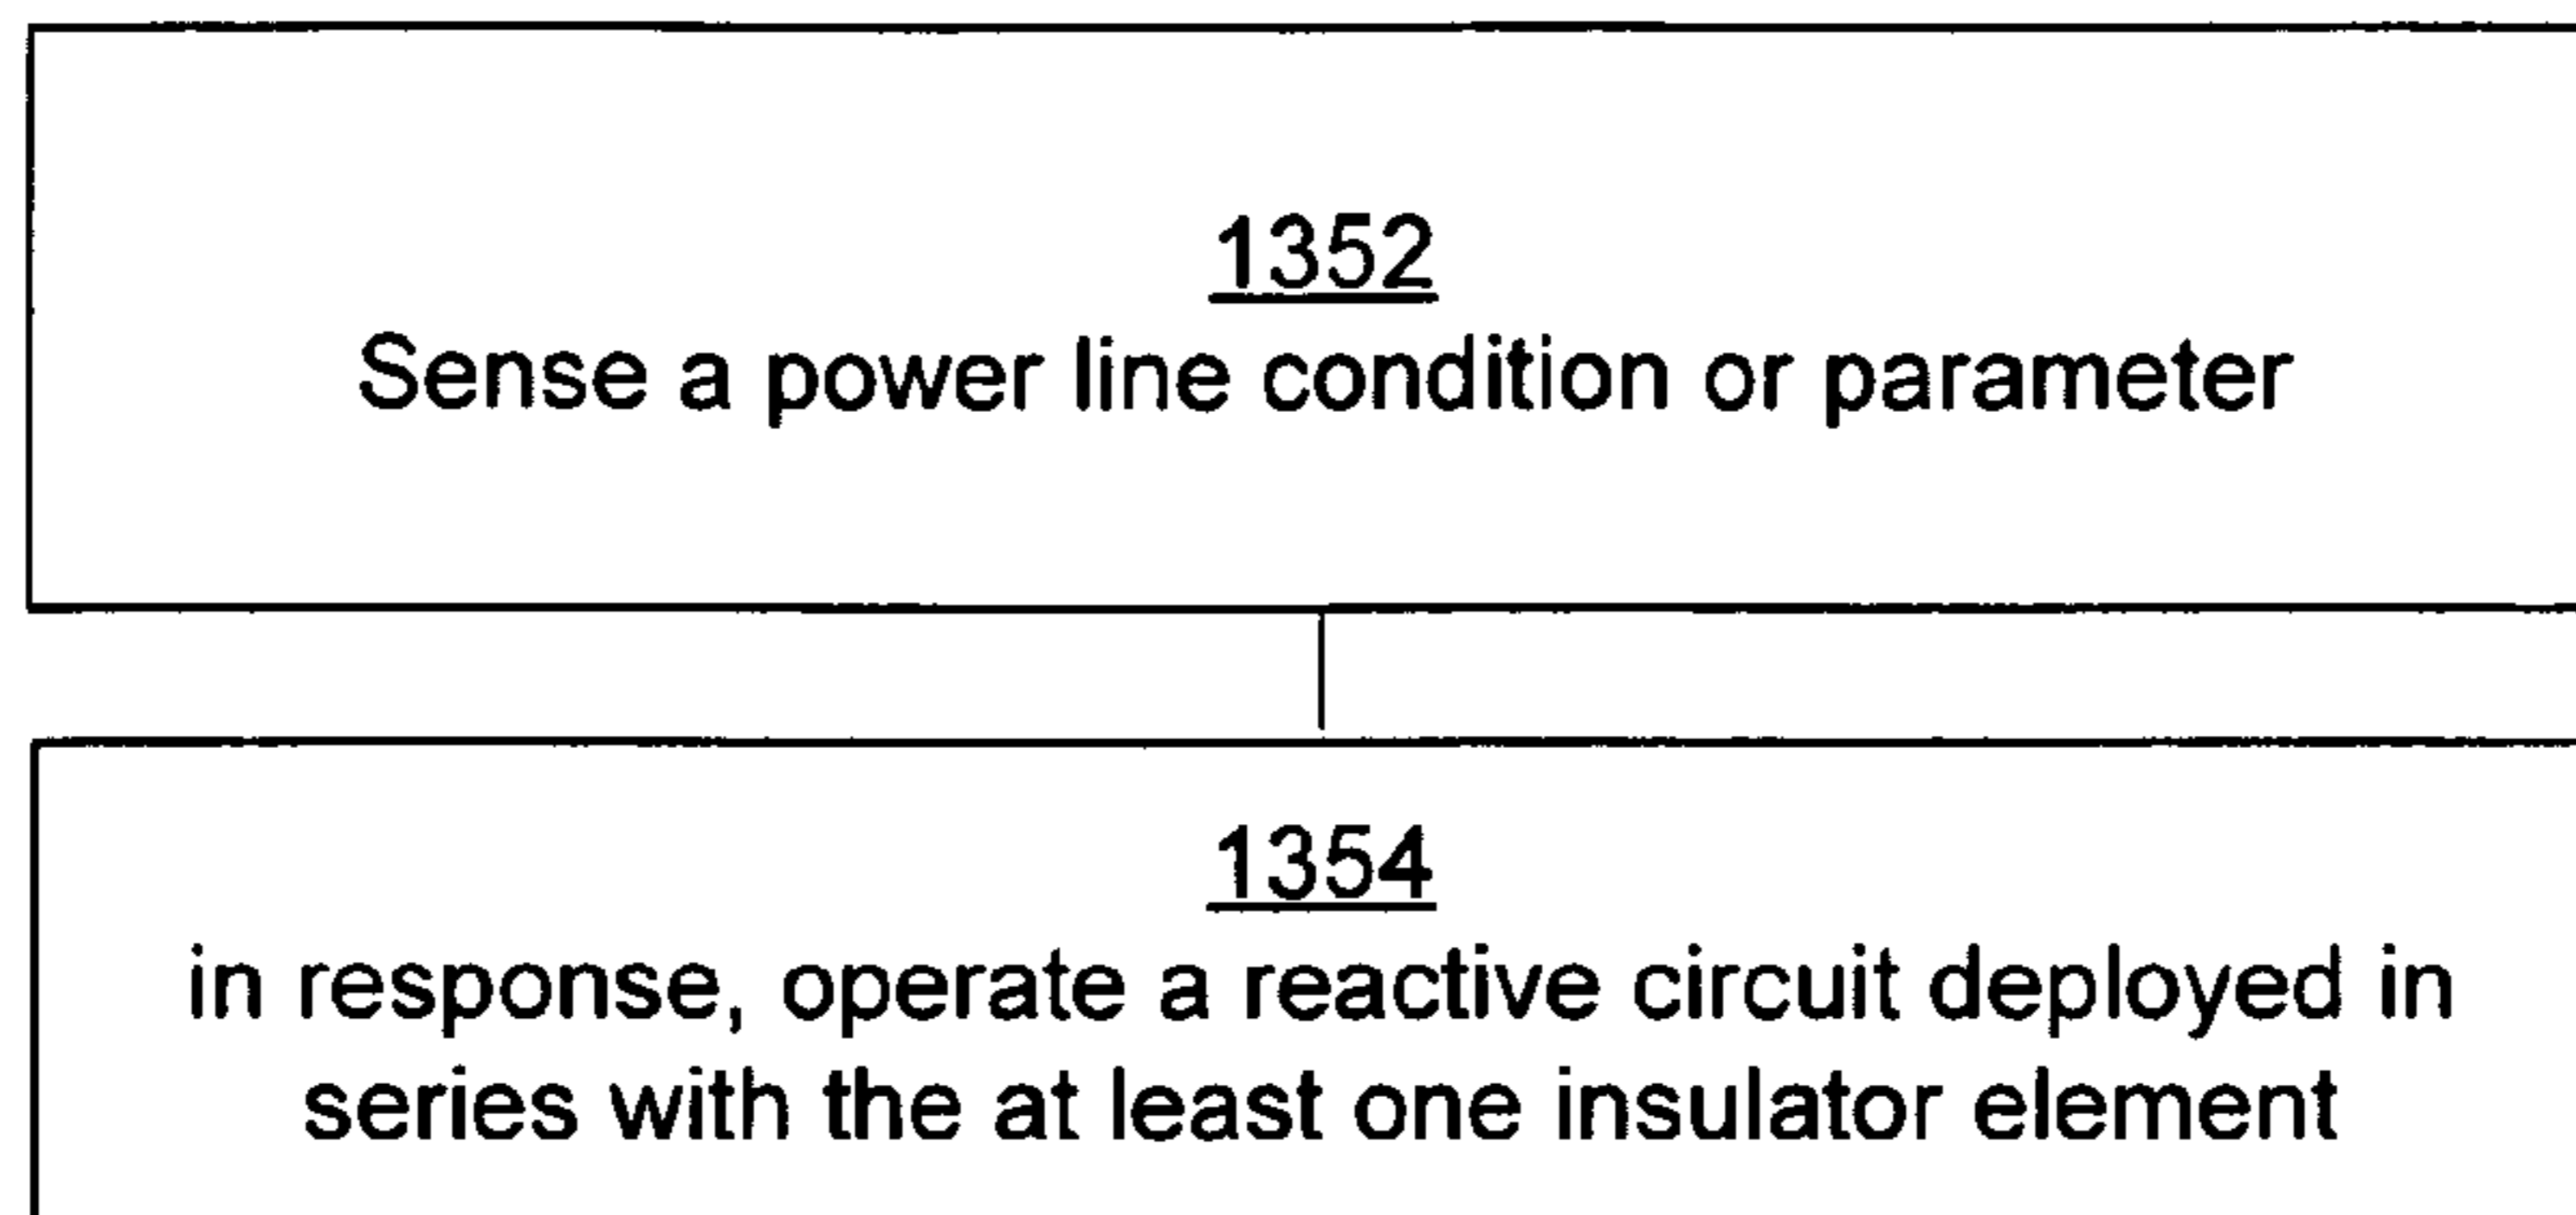 1352
Sense a power line condition or parameter
1354
in response, operate a reactive circuit deployed in
series with the at least one insulator element